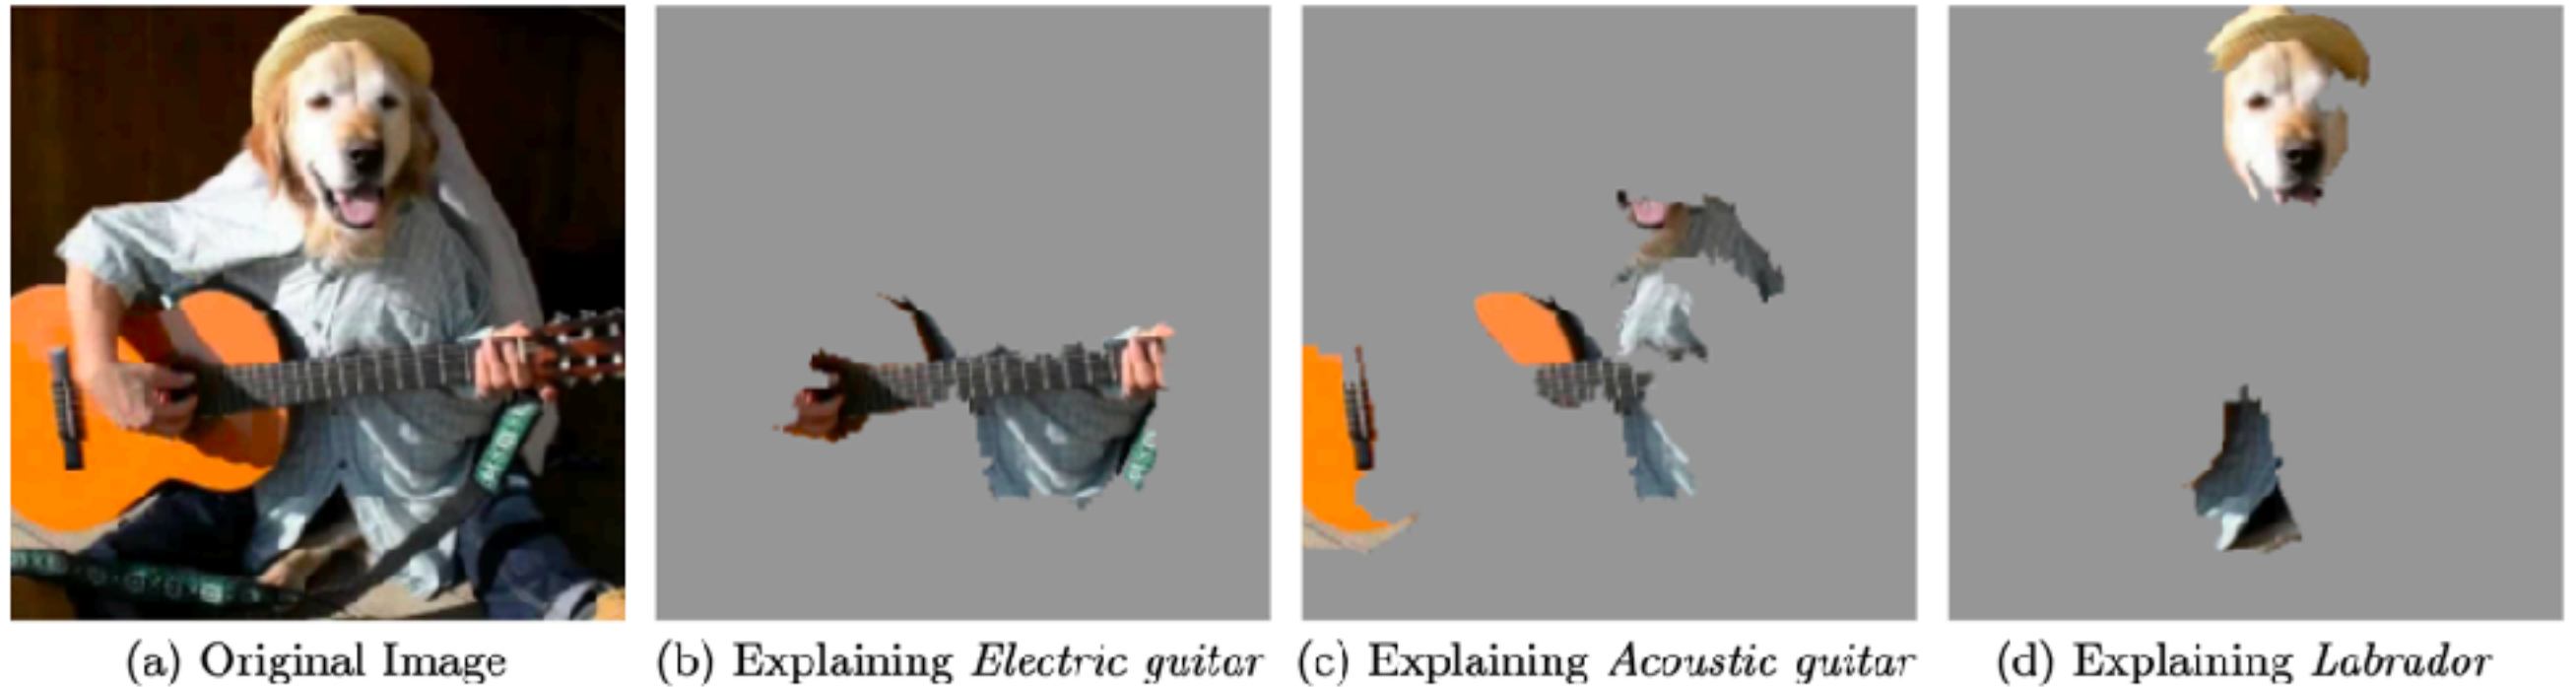 (a) Original Image
(b) Explaining Electric guitar
(c) Explaining Acoustic guitar
(d) Explaining Labrador